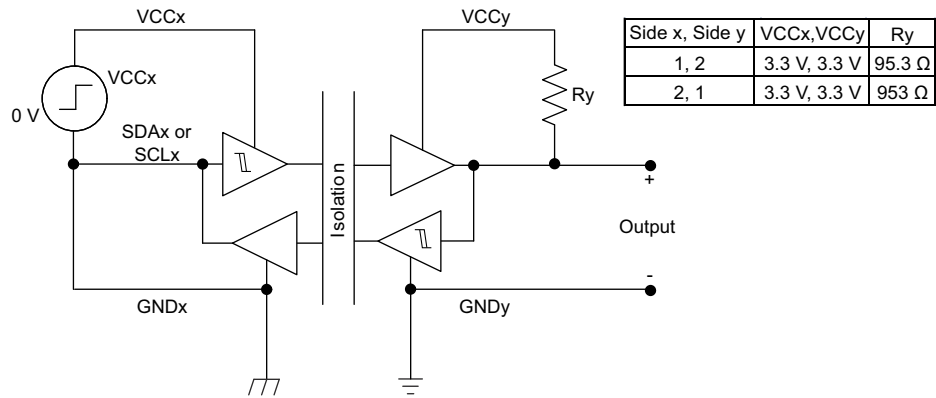 VCCx
VCCy
VCCx
0 V
SDAx or
SCLx
Isolation
Ry
+
Output
-
GNDx
GNDy
Side x, Side y VCCx,VCCy Ry
1, 2 3.3 V, 3.3 V 95.3 Ω
2, 1 3.3 V, 3.3 V 953 Ω